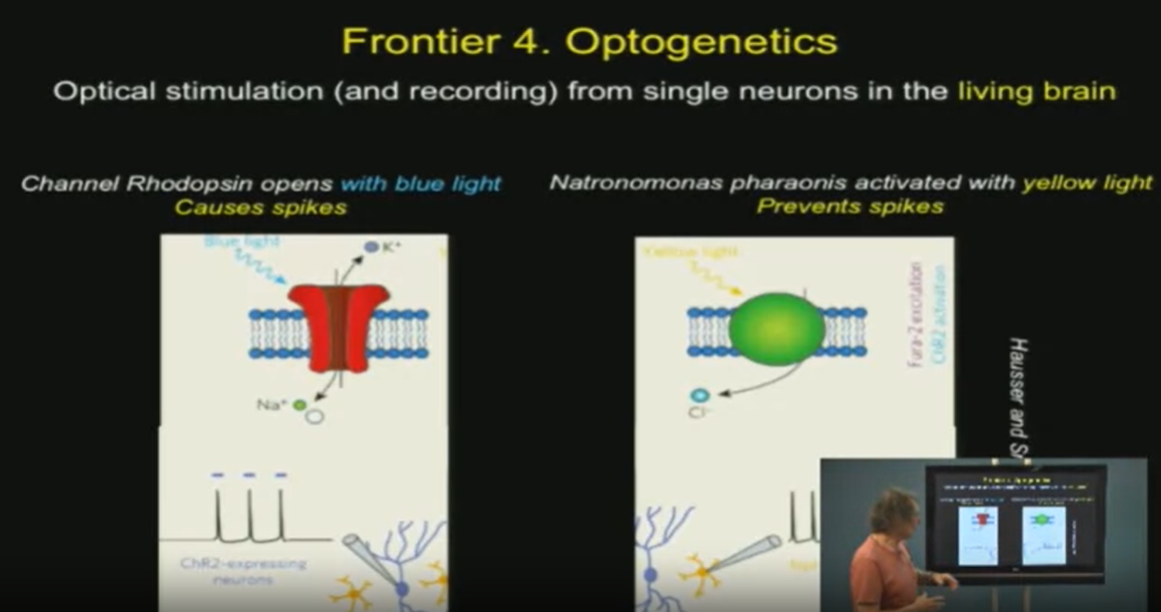 Frontier 4. Optogenetics
Optical stimulation (and recording) from single neurons in the living brain
Channel Rhodopsin opens with blue light
Causes spikes
Natronomonas pharaonis activated with yellow light
Prevents spikes
Blue light
K+
Na+
ChR2-expressing
neurons
Yellow light
Cl-
Fura-2 excitation
ChR2 activation
Hausser and